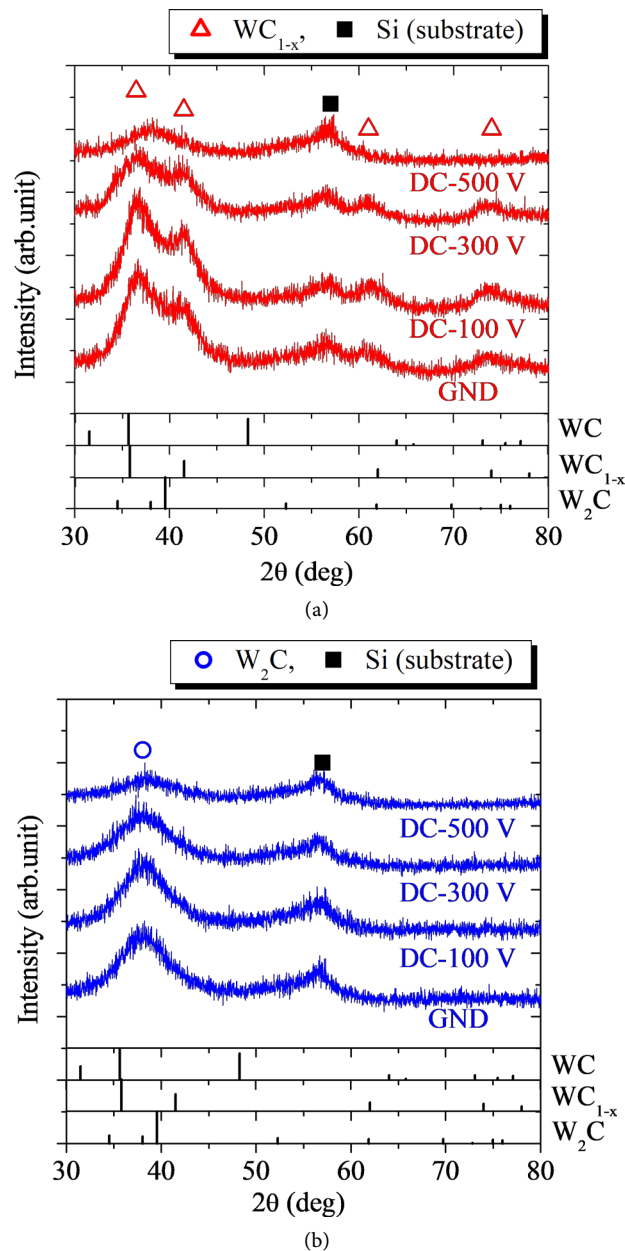 WC1-x, Si (substrate)
Intensity (arb.unit)
DC-500 V
DC-300 V
DC-100 V
GND
WC
WC1-x
W2C
30 40 50 60 70 80
2θ (deg)
(a)
W2C, Si (substrate)
Intensity (arb.unit)
DC-500 V
DC-300 V
DC-100 V
GND
WC
WC1-x
W2C
30 40 50 60 70 80
2θ (deg)
(b)